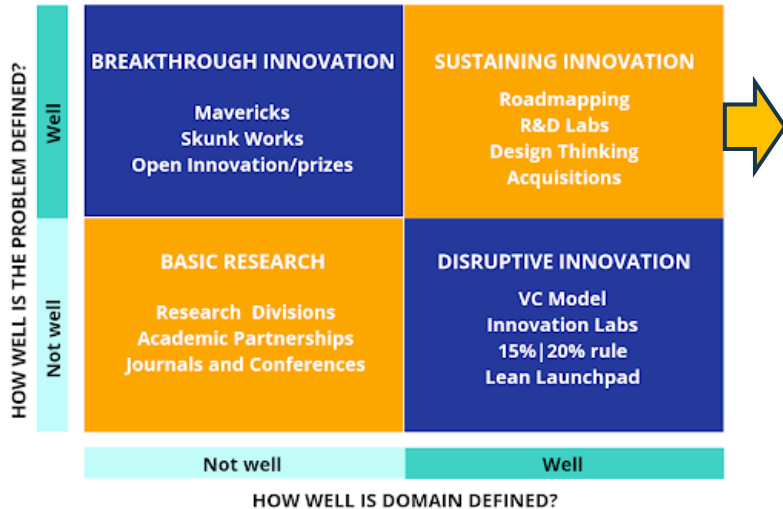 HOW WELL IS THE PROBLEM DEFINED?
Well
Not well
BREAKTHROUGH INNOVATION
Mavericks
Skunk Works
Open Innovation/prizes
SUSTAINING INNOVATION
Roadmapping
R&D Labs
Design Thinking
Acquisitions
BASIC RESEARCH
Research Divisions
Academic Partnerships
Journals and Conferences
DISRUPTIVE INNOVATION
VC Model
Innovation Labs
15%|20% rule
Lean Launchpad
Not well
Well
HOW WELL IS DOMAIN DEFINED?